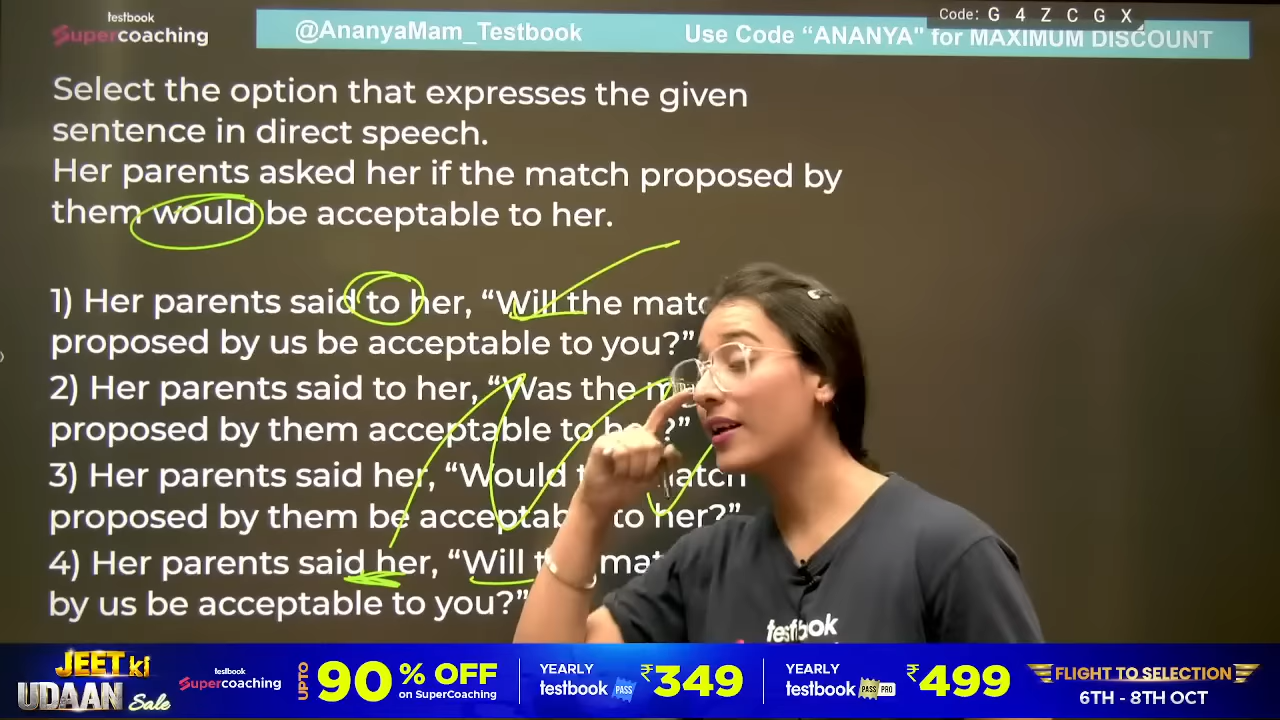 testbook
Supercoaching
@AnanyaMam_Testbook
Use Code “ANANYA" for MAXIMUM DISCOUNT
Code: G 4 Z C G X
Select the option that expresses the given
sentence in direct speech.
Her parents asked her if the match proposed by
them would be acceptable to her.
1) Her parents said to her, “Will the
proposed by us be acceptable to you?”
2) Her parents said to her, “Was the
proposed by them acceptable to ?”
3) Her parents said her, “Would
proposed by them be to her?”
4) Her parents said her, “Will
by us be acceptable to you?”
testbook
JEET ki
UDAAN Sale
testbook
Supercoaching
UPTO 90 % OFF
on SuperCoaching
YEARLY
testbook PASS
₹349
YEARLY
testbook PASS PRO
₹499
FLIGHT TO SELECTION
6TH - 8TH OCT